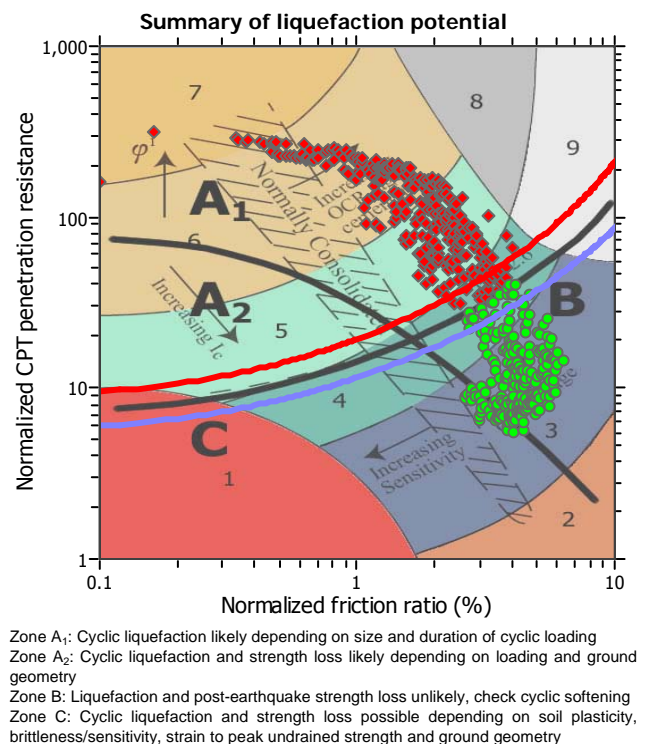 Summary of liquefaction potential
1,000
7
8
9
φ'
Increasing
OCR
A1
Normally Consolidated
100
6
A2
B
Increasing Ic
5
10
4
3
C
Increasing
Sensitivity
1
2
1
0.1
1
10
Normalized CPT penetration resistance
Normalized friction ratio (%)
Zone A1: Cyclic liquefaction likely depending on size and duration of cyclic loading
Zone A2: Cyclic liquefaction and strength loss likely depending on loading and ground
geometry
Zone B: Liquefaction and post-earthquake strength loss unlikely, check cyclic softening
Zone C: Cyclic liquefaction and strength loss possible depending on soil plasticity,
brittleness/sensitivity, strain to peak undrained strength and ground geometry